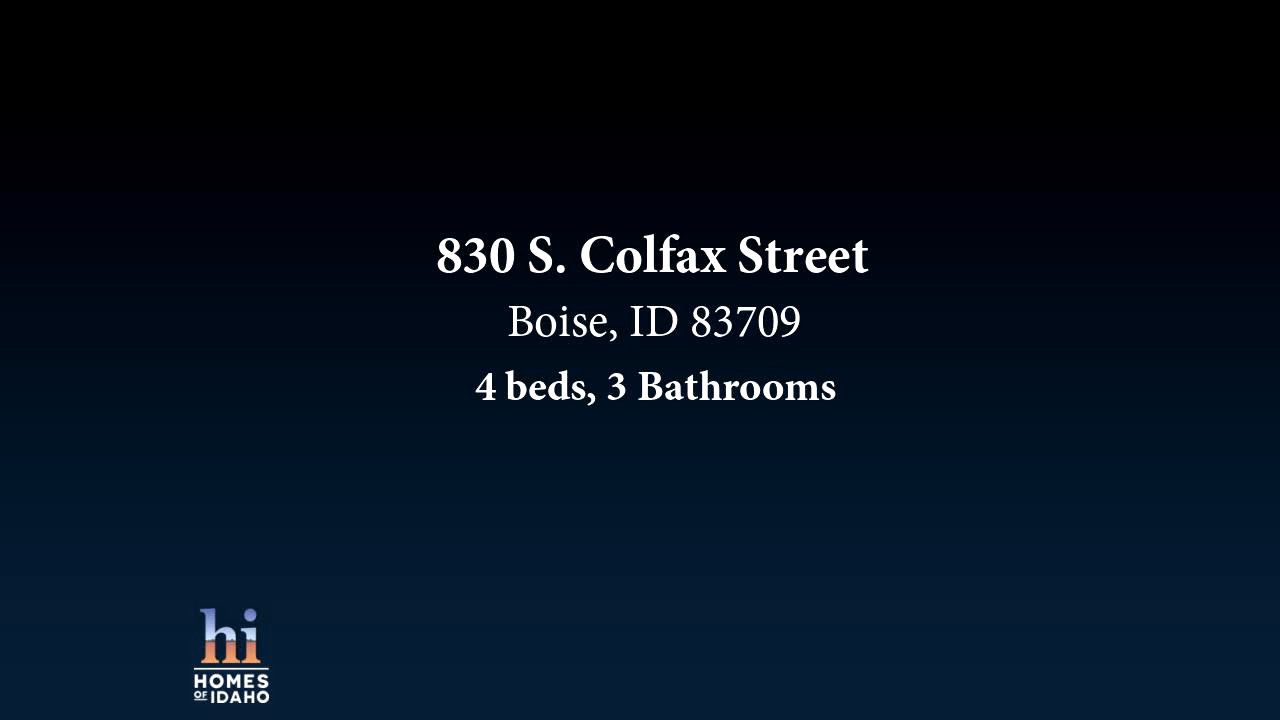 830 S. Colfax Street
Boise, ID 83709
4 beds, 3 Bathrooms
hi
HOMES
OF IDAHO